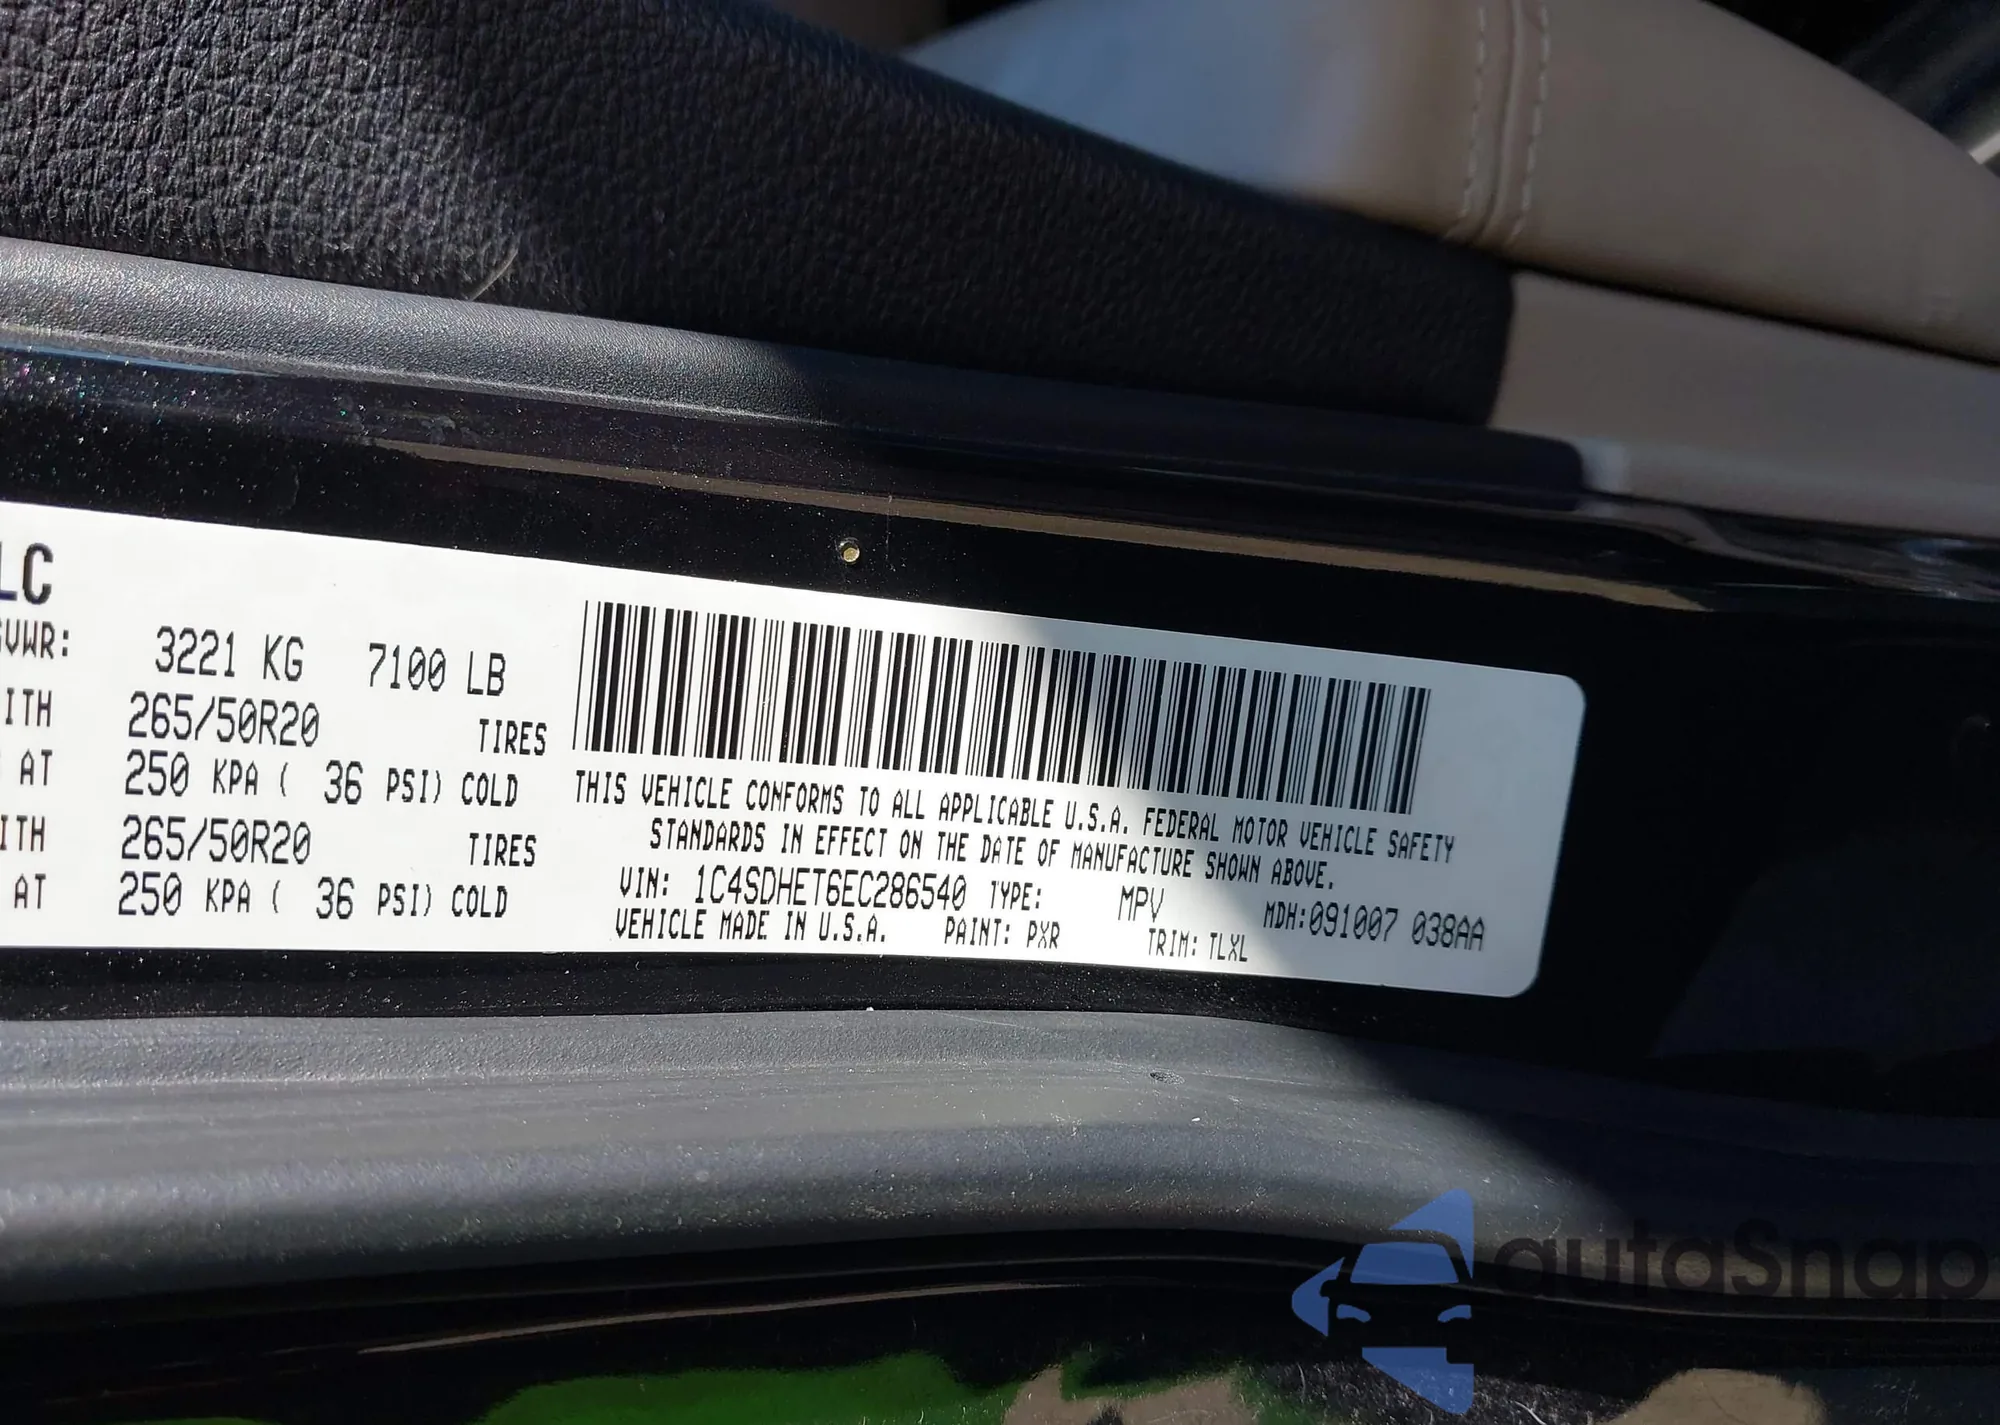 LC
GVWR: 3221 KG 7100 LB
ITH 265/50R20 TIRES
AT 250 KPA ( 36 PSI) COLD
ITH 265/50R20 TIRES
AT 250 KPA ( 36 PSI) COLD
THIS VEHICLE CONFORMS TO ALL APPLICABLE U.S.A. FEDERAL MOTOR VEHICLE SAFETY
STANDARDS IN EFFECT ON THE DATE OF MANUFACTURE SHOWN ABOVE.
VIN: 1C4SDHET6EC286540 TYPE: MPV MDH:091007 038AA
VEHICLE MADE IN U.S.A. PAINT: PXR TRIM: TLXL
autoSnap